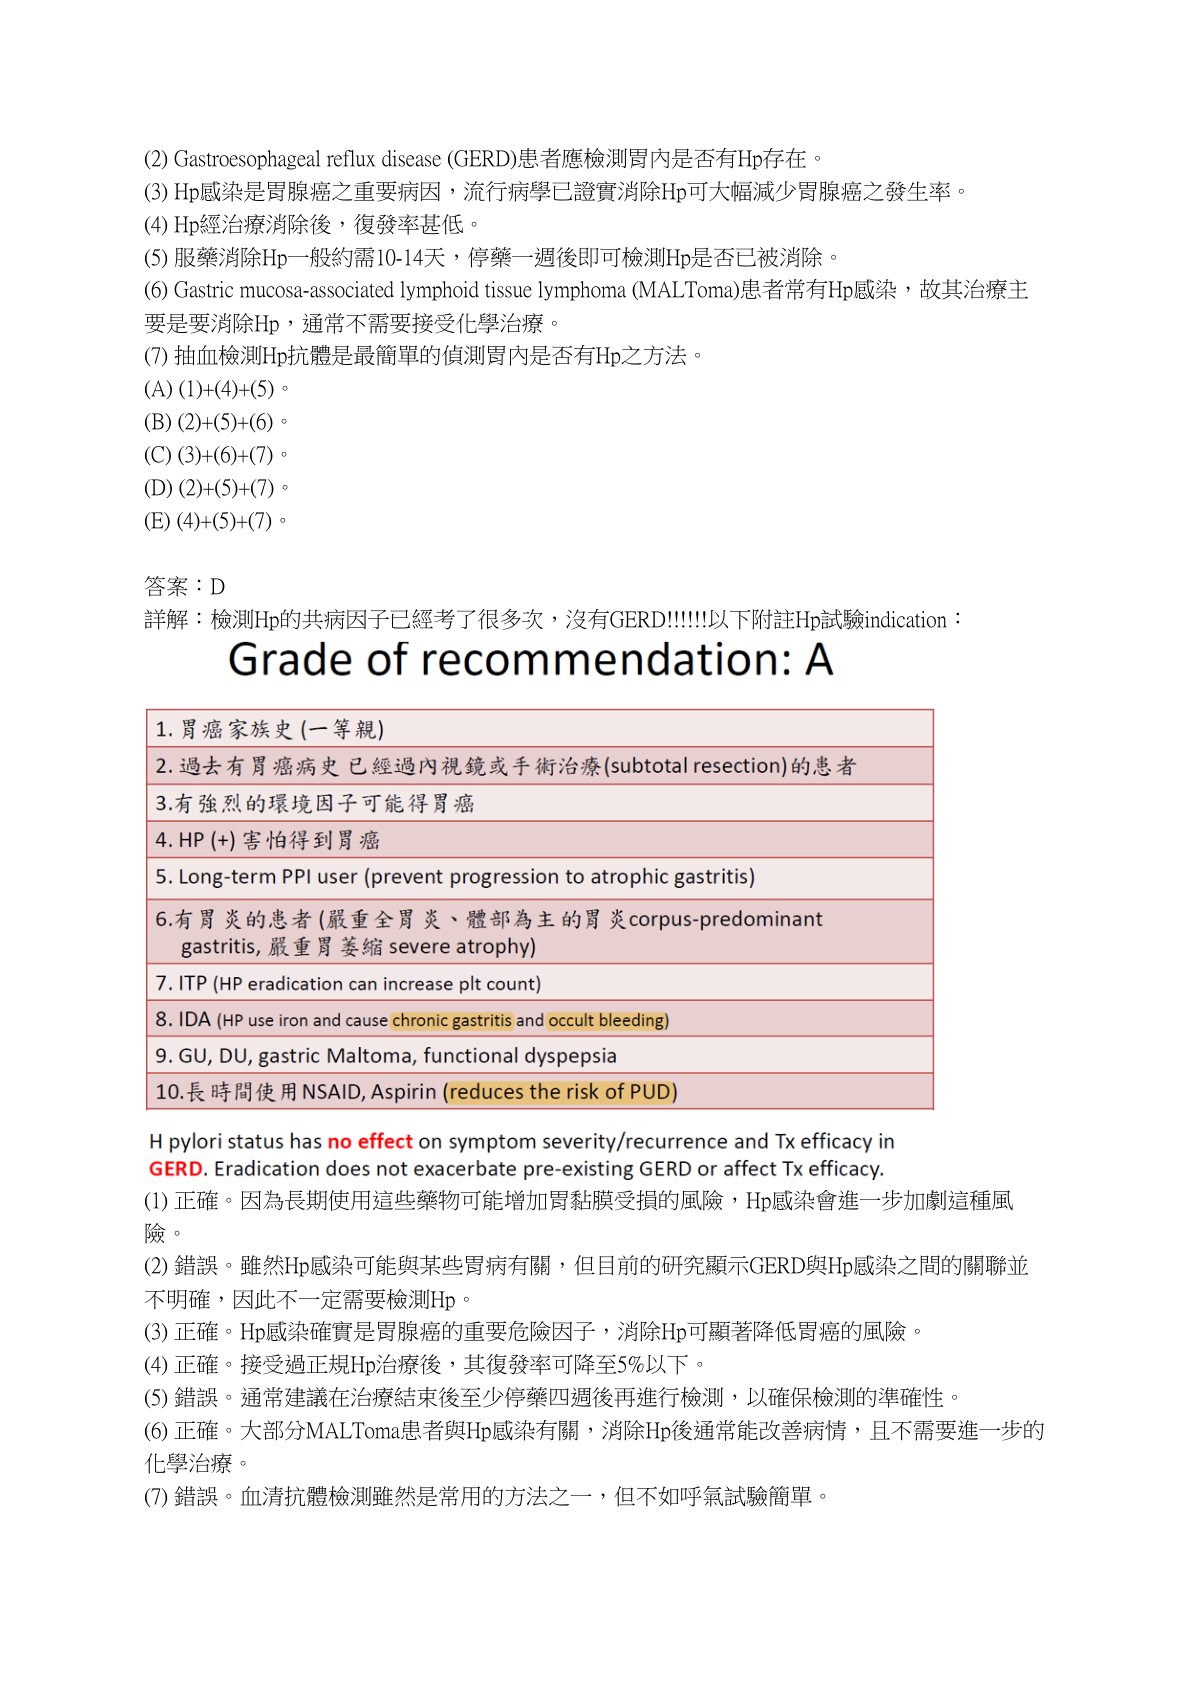 (2) Gastroesophageal reflux disease (GERD)患者應檢測胃內是否有Hp存在。
(3) Hp感染是胃腺癌之重要病因，流行病學已證實消除Hp可大幅減少胃腺癌之發生率。
(4) Hp經治療消除後，復發率甚低。
(5) 服藥消除Hp一般約需10-14天，停藥一週後即可檢測Hp是否已被消除。
(6) Gastric mucosa-associated lymphoid tissue lymphoma (MALToma)患者常有Hp感染，故其治療主
要是要消除Hp，通常不需要接受化學治療。
(7) 抽血檢測Hp抗體是最簡單的偵測胃內是否有Hp之方法。
(A) (1)+(4)+(5)。
(B) (2)+(5)+(6)。
(C) (3)+(6)+(7)。
(D) (2)+(5)+(7)。
(E) (4)+(5)+(7)。
答案：D
詳解：檢測Hp的共病因子已經考了很多次，沒有GERD!!!!!!以下附註Hp試驗indication：
Grade of recommendation: A
1. 胃癌家族史 (一等親)
2. 過去有胃癌病史 已經過內視鏡或手術治療(subtotal resection)的患者
3.有強烈的環境因子可能得胃癌
4. HP (+) 害怕得到胃癌
5. Long-term PPI user (prevent progression to atrophic gastritis)
6.有胃炎的患者 (嚴重全胃炎、體部為主的胃炎corpus-predominant
gastritis, 嚴重胃萎縮 severe atrophy)
7. ITP (HP eradication can increase plt count)
8. IDA (HP use iron and cause chronic gastritis and occult bleeding)
9. GU, DU, gastric Maltoma, functional dyspepsia
10.長時間使用NSAID, Aspirin (reduces the risk of PUD)
H pylori status has no effect on symptom severity/recurrence and Tx efficacy in
GERD. Eradication does not exacerbate pre-existing GERD or affect Tx efficacy.
(1) 正確。因為長期使用這些藥物可能增加胃黏膜受損的風險，Hp感染會進一步加劇這種風
險。
(2) 錯誤。雖然Hp感染可能與某些胃病有關，但目前的研究顯示GERD與Hp感染之間的關聯並
不明確，因此不一定需要檢測Hp。
(3) 正確。Hp感染確實是胃腺癌的重要危險因子，消除Hp可顯著降低胃癌的風險。
(4) 正確。接受過正規Hp治療後，其復發率可降至5%以下。
(5) 錯誤。通常建議在治療結束後至少停藥四週後再進行檢測，以確保檢測的準確性。
(6) 正確。大部分MALToma患者與Hp感染有關，消除Hp後通常能改善病情，且不需要進一步的
化學治療。
(7) 錯誤。血清抗體檢測雖然是常用的方法之一，但不如呼氣試驗簡單。